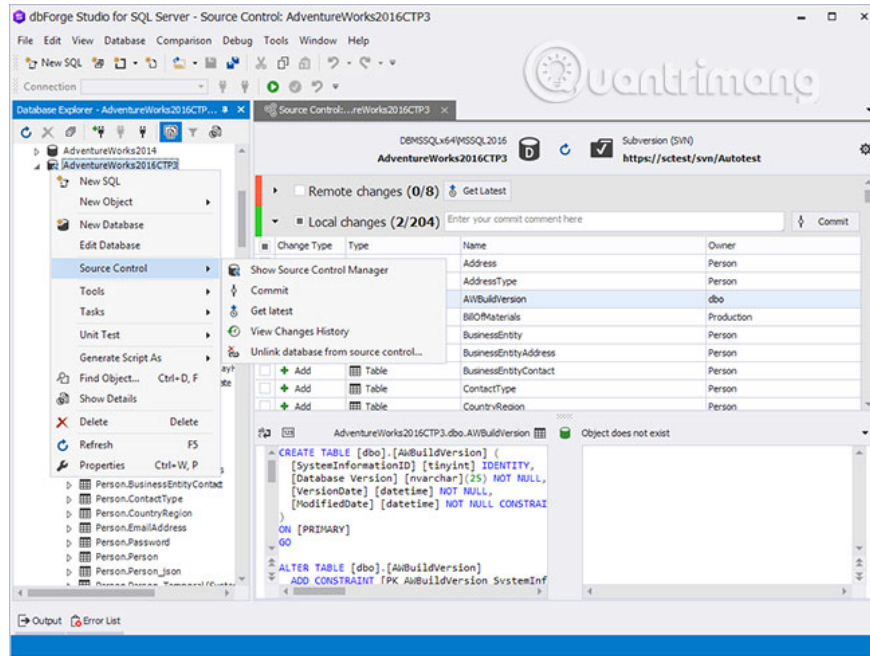 dbForge Studio for SQL Server - Source Control: AdventureWorks2016CTP3
File Edit View Database Comparison Debug Tools Window Help
New SQL
Quantrimang
Connection
Database Explorer - AdventureWorks2016CTP...
Source Control:...reWorks2016CTP3
AdventureWorks2014
AdventureWorks2016CTP3
DBMSSQLx64\MSSQL2016
AdventureWorks2016CTP3
Subversion (SVN)
https://sctest/svn/Autotest
Remote changes (0/8) Get Latest
Local changes (2/204) Enter your commit comment here Commit
New SQL
New Object
New Database
Edit Database
Source Control
Tools
Tasks
Unit Test
Generate Script As
Find Object... Ctrl+D, F
Show Details
Delete Delete
Refresh F5
Properties Ctrl+W, P
Show Source Control Manager
Commit
Get latest
View Changes History
Unlink database from source control...
Change Type Type Name Owner
Address Person
AddressType Person
AWBuildVersion dbo
BillOfMaterials Production
BusinessEntity Person
BusinessEntityAddress Person
Add Table BusinessEntityContact Person
Add Table ContactType Person
Add Table CountryRegion Person
Person.BusinessEntityContact
Person.ContactType
Person.CountryRegion
Person.EmailAddress
Person.Password
Person.Person
Person.Person_json
AdventureWorks2016CTP3.dbo.AWBuildVersion Object does not exist
CREATE TABLE [dbo].[AWBuildVersion] (
[SystemInformationID] [tinyint] IDENTITY,
[Database Version] [nvarchar](25) NOT NULL,
[VersionDate] [datetime] NOT NULL,
[ModifiedDate] [datetime] NOT NULL CONSTRAI
)
ON [PRIMARY]
GO
ALTER TABLE [dbo].[AWBuildVersion]
ADD CONSTRAINT [PK_AWBuildVersion_SystemInf
Output Error List